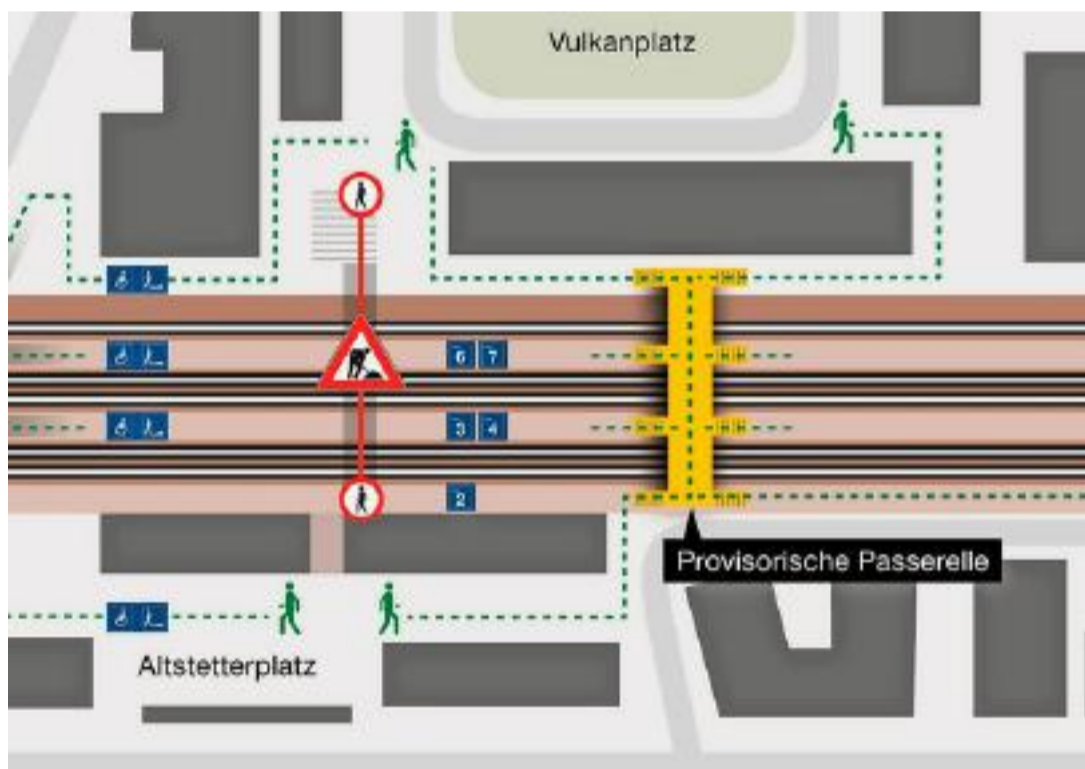 Vulkanplatz
6 7
3 4
2
Provisorische Passerelle
Altstetterplatz